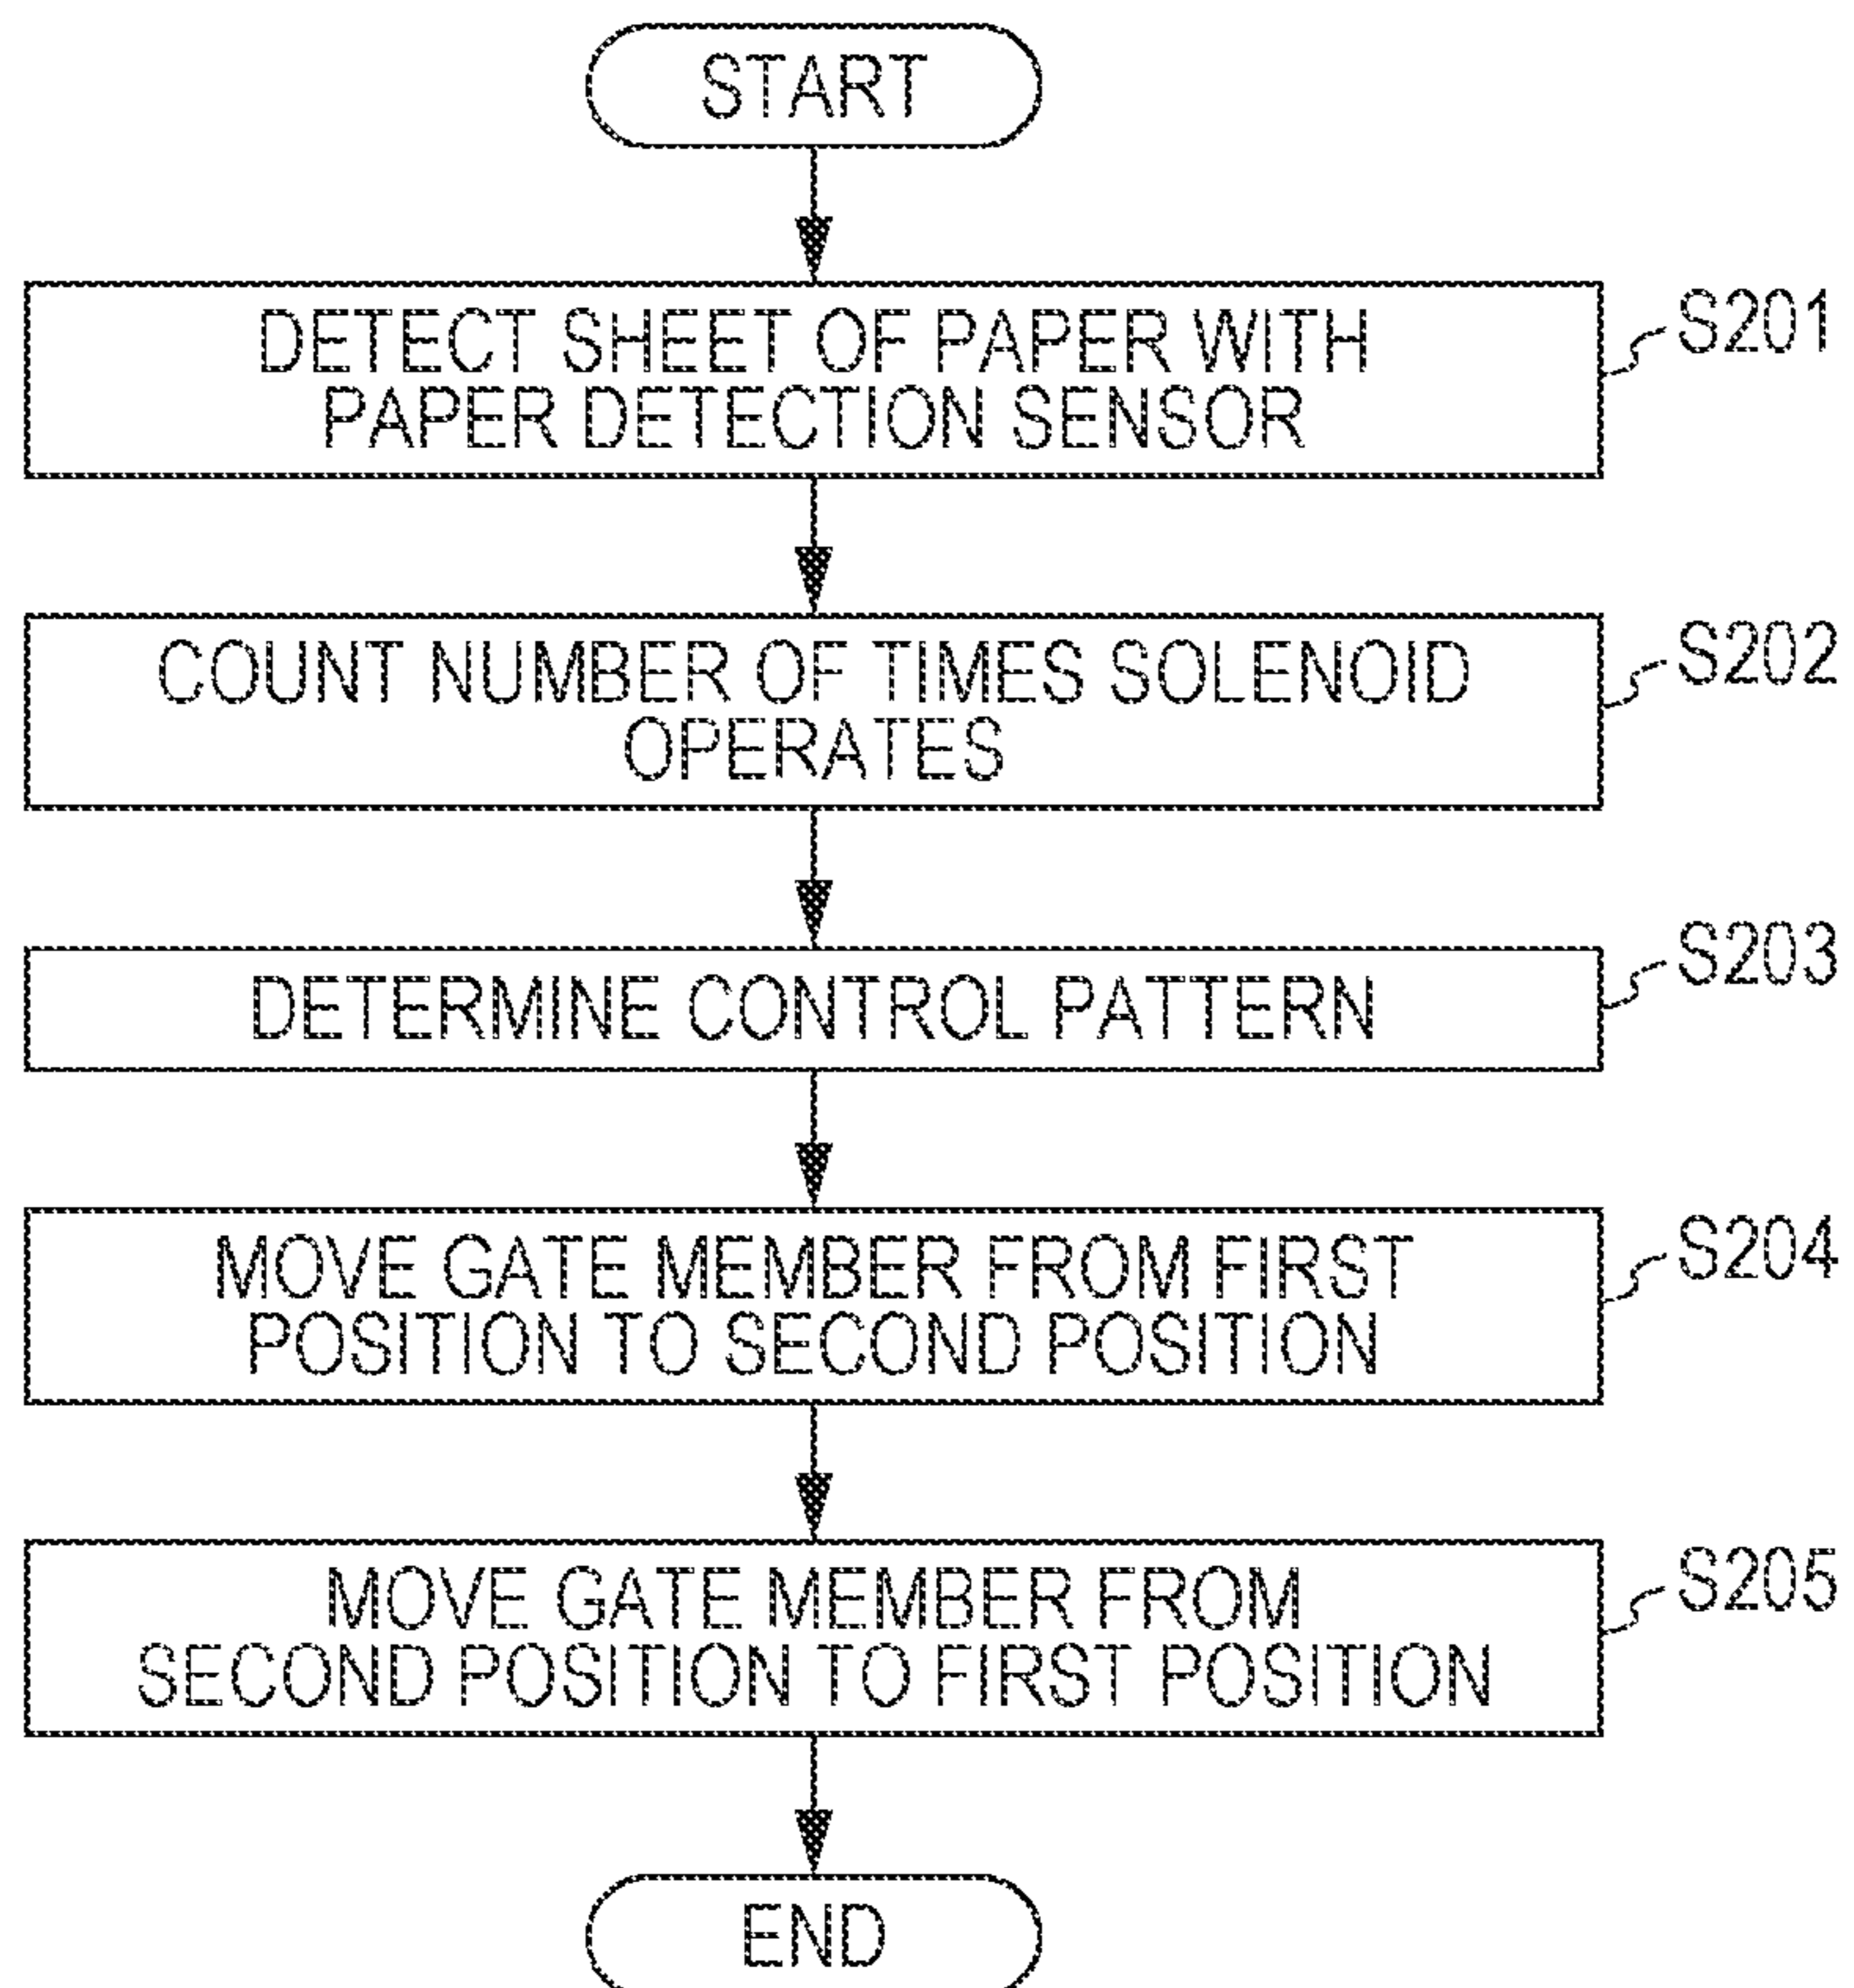 START
DETECT SHEET OF PAPER WITH
PAPER DETECTION SENSOR
S201
COUNT NUMBER OF TIMES SOLENOID
OPERATES
S202
DETERMINE CONTROL PATTERN
S203
MOVE GATE MEMBER FROM FIRST
POSITION TO SECOND POSITION
S204
MOVE GATE MEMBER FROM
SECOND POSITION TO FIRST POSITION
S205
END